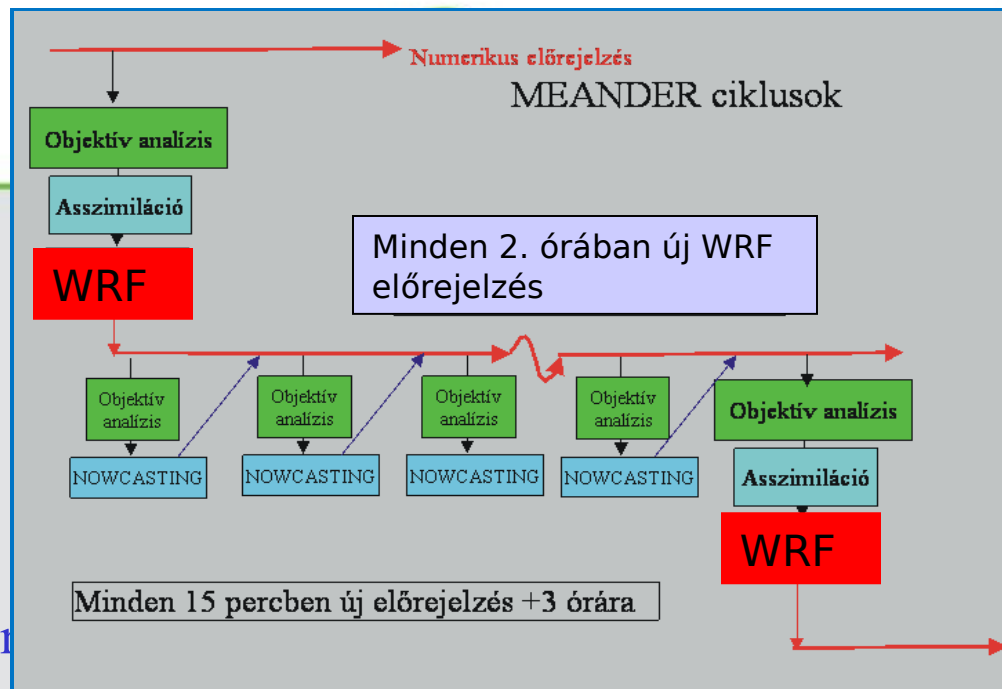 Numerikus előrejelzés
MEANDER ciklusok
Objektív analízis
Asszimiláció
WRF
Minden 2. órában új WRF
előrejelzés
Objektív
analízis
NOWCASTING
Objektív
analízis
NOWCASTING
Objektív
analízis
NOWCASTING
Objektív
analízis
NOWCASTING
Objektív analízis
Asszimiláció
WRF
Minden 15 percben új előrejelzés +3 órára